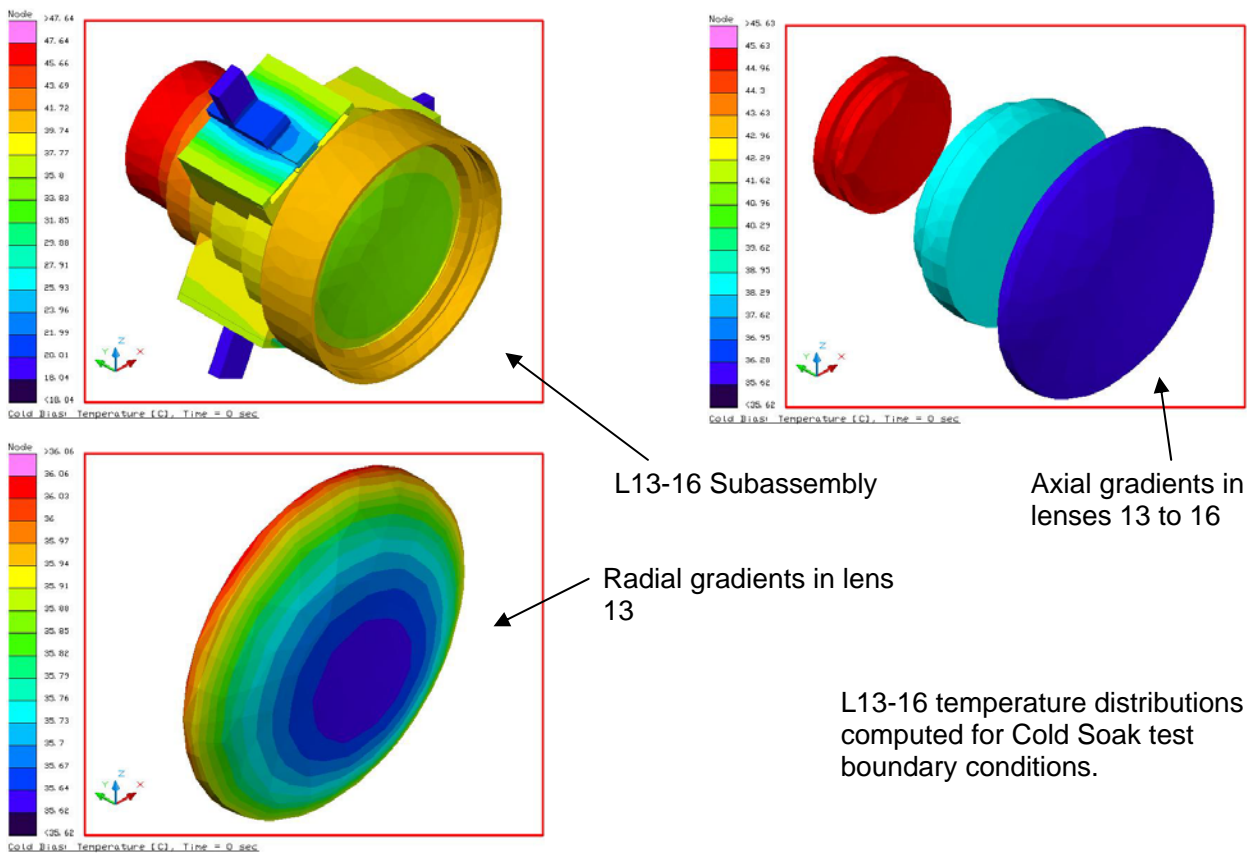 Node
>47.64
47.64
45.66
43.69
41.72
39.74
37.77
35.8
33.83
31.85
29.88
27.91
25.93
23.96
21.99
20.01
18.04
<18.04
Z
Y
X
Cold Bias: Temperature [C], Time = 0 sec
Node
>45.63
45.63
44.96
44.3
43.63
42.96
42.29
41.62
40.96
40.29
39.62
38.95
38.29
37.62
36.95
36.28
35.62
<35.62
Z
Y
X
Cold Bias: Temperature [C], Time = 0 sec
L13-16 Subassembly
Axial gradients in
lenses 13 to 16
Node
>36.06
36.06
36.03
36
35.97
35.94
35.91
35.88
35.85
35.82
35.79
35.76
35.73
35.7
35.67
35.64
35.62
<35.62
Z
Y
X
Cold Bias: Temperature [C], Time = 0 sec
Radial gradients in lens
13
L13-16 temperature distributions
computed for Cold Soak test
boundary conditions.